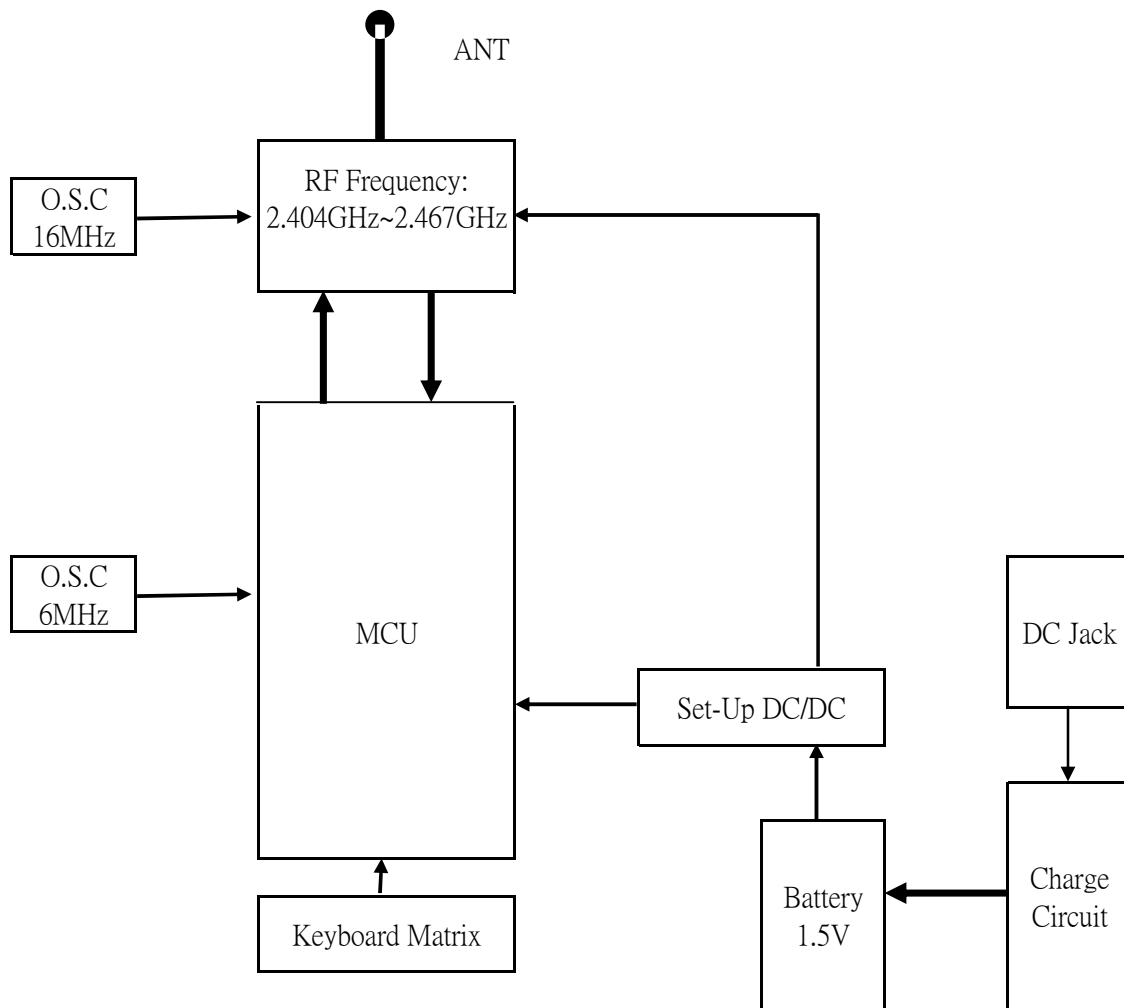 ANT
RF Frequency:
2.404GHz~2.467GHz
O.S.C
16MHz
O.S.C
6MHz
MCU
DC Jack
Set-Up DC/DC
Battery
1.5V
Charge
Circuit
Keyboard Matrix